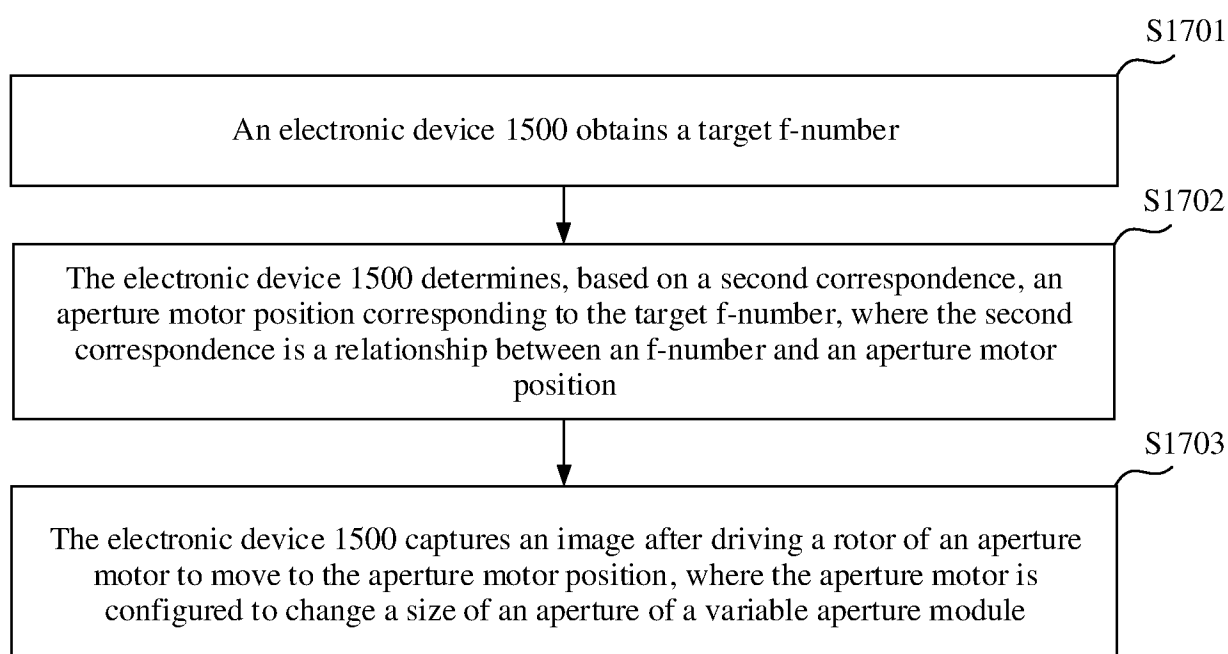 S1701
An electronic device 1500 obtains a target f-number
S1702
The electronic device 1500 determines, based on a second correspondence, an
aperture motor position corresponding to the target f-number, where the second
correspondence is a relationship between an f-number and an aperture motor
position
S1703
The electronic device 1500 captures an image after driving a rotor of an aperture
motor to move to the aperture motor position, where the aperture motor is
configured to change a size of an aperture of a variable aperture module